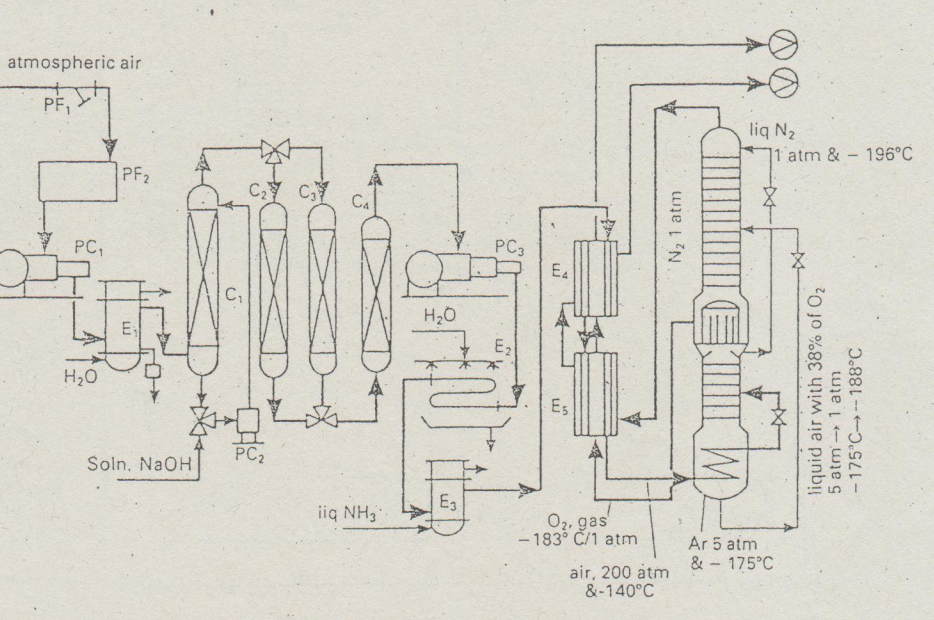 atmospheric air
PF₁
PF₂
PC₁
E₁
H₂O
C₁
C₂
C₃
C₄
PC₂
Soln. NaOH
PC₃
H₂O
E₂
E₃
iiq NH₃
E₄
E₅
N₂ 1 atm
liq N₂
1 atm & – 196°C
liquid air with 38% of O₂
5 atm → 1 atm
–175°C→–188°C
O₂, gas
–183° C/1 atm
air, 200 atm
&-140°C
Ar 5 atm
& – 175°C